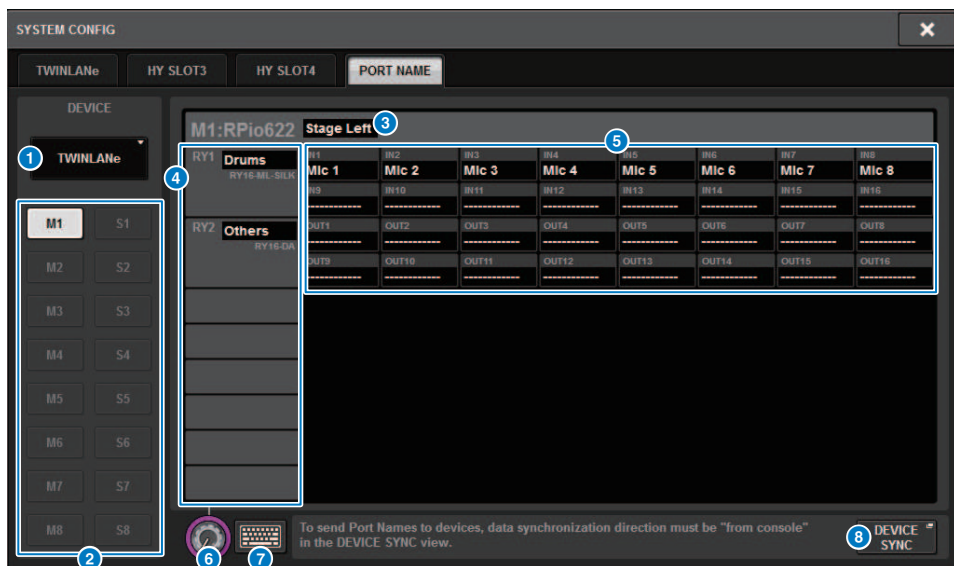 SYSTEM CONFIG
TWINLANe HY SLOT3 HY SLOT4 PORT NAME
DEVICE
1 TWINLANe
M1 S1
M2 S2
M3 S3
M4 S4
M5 S5
M6 S6
M7 S7
M8 S8
2
M1:RPio622 Stage Left 3
4
5
RY1 Drums
RY16-ML-SILK
RY2 Others
RY16-DA
IN1 IN2 IN3 IN4 IN5 IN6 IN7 IN8
MIc 1 MIc 2 MIc 3 MIc 4 MIc 5 MIc 6 MIc 7 MIc 8
IN9 IN10 IN11 IN12 IN13 IN14 IN15 IN16
------------ ------------ ------------ ------------ ------------ ------------ ------------ ------------
OUT1 OUT2 OUT3 OUT4 OUT5 OUT6 OUT7 OUT8
------------ ------------ ------------ ------------ ------------ ------------ ------------ ------------
OUT9 OUT10 OUT11 OUT12 OUT13 OUT14 OUT15 OUT16
------------ ------------ ------------ ------------ ------------ ------------ ------------ ------------
6 7
To send Port Names to devices, data synchronization direction must be "from console"
in the DEVICE SYNC view.
8 DEVICE
SYNC